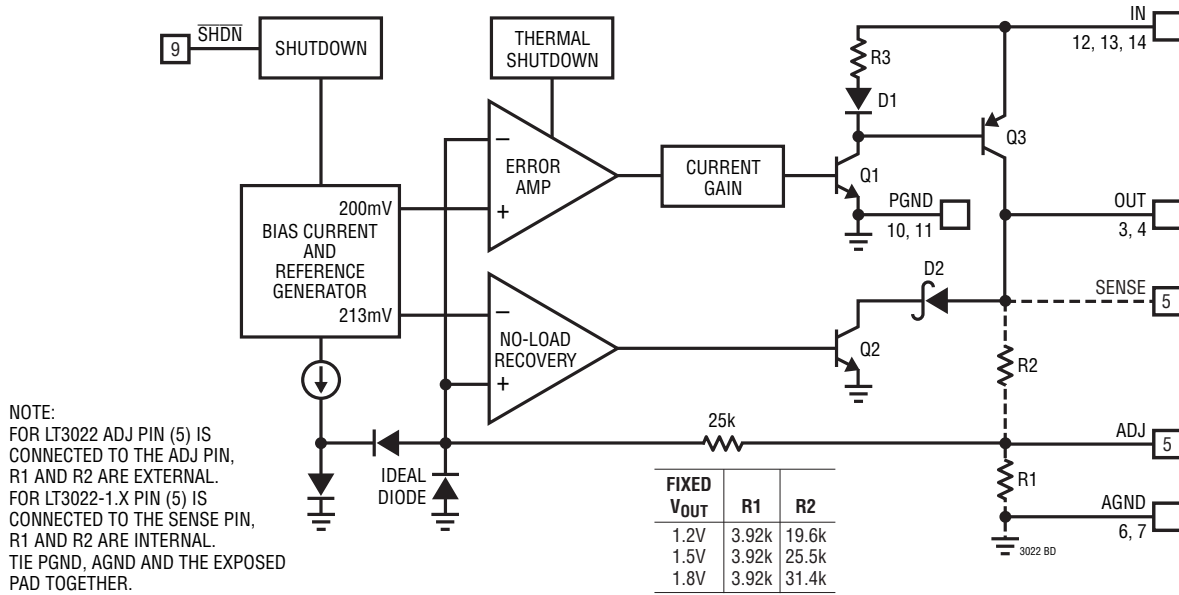 SHDN
9
SHUTDOWN
THERMAL
SHUTDOWN
IN
12, 13, 14
R3
D1
Q3
–
ERROR
AMP
+
CURRENT
GAIN
Q1
PGND
10, 11
OUT
3, 4
200mV
BIAS CURRENT
AND
REFERENCE
GENERATOR
213mV
–
NO-LOAD
RECOVERY
+
D2
Q2
SENSE
5
R2
25k
ADJ
5
R1
AGND
6, 7
IDEAL
DIODE
NOTE:
FOR LT3022 ADJ PIN (5) IS
CONNECTED TO THE ADJ PIN,
R1 AND R2 ARE EXTERNAL.
FOR LT3022-1.X PIN (5) IS
CONNECTED TO THE SENSE PIN,
R1 AND R2 ARE INTERNAL.
TIE PGND, AGND AND THE EXPOSED
PAD TOGETHER.
FIXED
VOUT R1 R2
1.2V 3.92k 19.6k
1.5V 3.92k 25.5k
1.8V 3.92k 31.4k
3022 BD